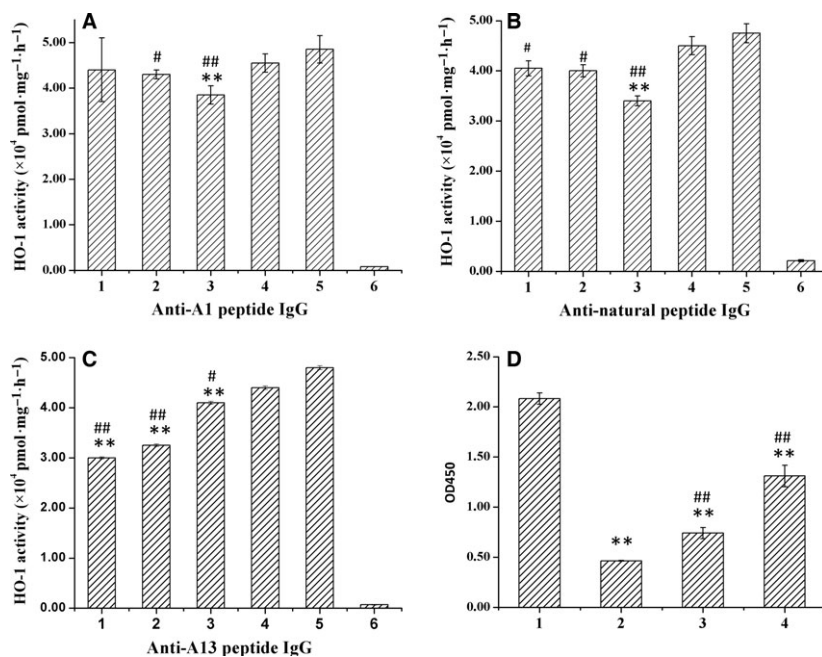 A
HO-1 activity (×10⁴ pmol·mg⁻¹·h⁻¹)
5.00
4.00
3.00
2.00
1.00
0.00
#
##
**
1 2 3 4 5 6
Anti-A1 peptide IgG
B
HO-1 activity (×10⁴ pmol·mg⁻¹·h⁻¹)
5.00
4.00
3.00
2.00
1.00
0.00
#
#
##
**
1 2 3 4 5 6
Anti-natural peptide IgG
C
HO-1 activity (×10⁴ pmol·mg⁻¹·h⁻¹)
5.00
4.00
3.00
2.00
1.00
0.00
##
**
##
**
#
**
1 2 3 4 5 6
Anti-A13 peptide IgG
D
OD450
2.50
2.00
1.50
1.00
0.50
0.00
**
##
**
##
**
1 2 3 4